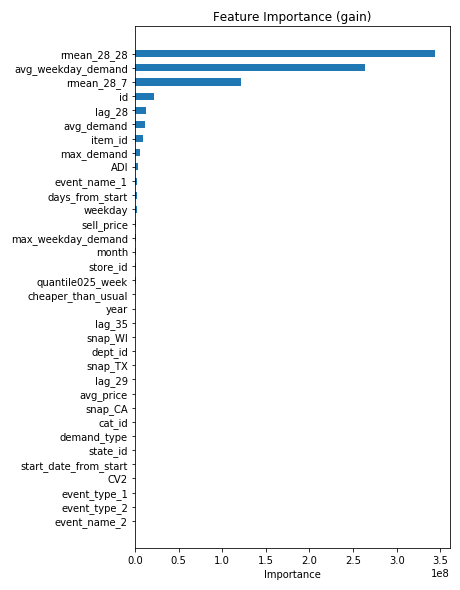 Feature Importance (gain)
rmean_28_28
avg_weekday_demand
rmean_28_7
id
lag_28
avg_demand
item_id
max_demand
ADI
event_name_1
days_from_start
weekday
sell_price
max_weekday_demand
month
store_id
quantile025_week
cheaper_than_usual
year
lag_35
snap_WI
dept_id
snap_TX
lag_29
avg_price
snap_CA
cat_id
demand_type
state_id
start_date_from_start
CV2
event_type_1
event_type_2
event_name_2
0.0 0.5 1.0 1.5 2.0 2.5 3.0 3.5
1e8
Importance